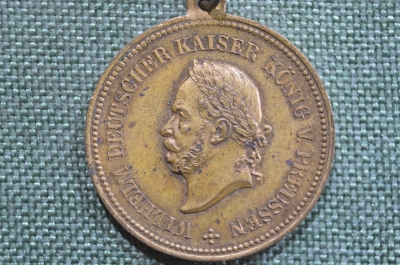 WILHELM DEUTSCHER KAISER KÖNIG V. PREUSSEN